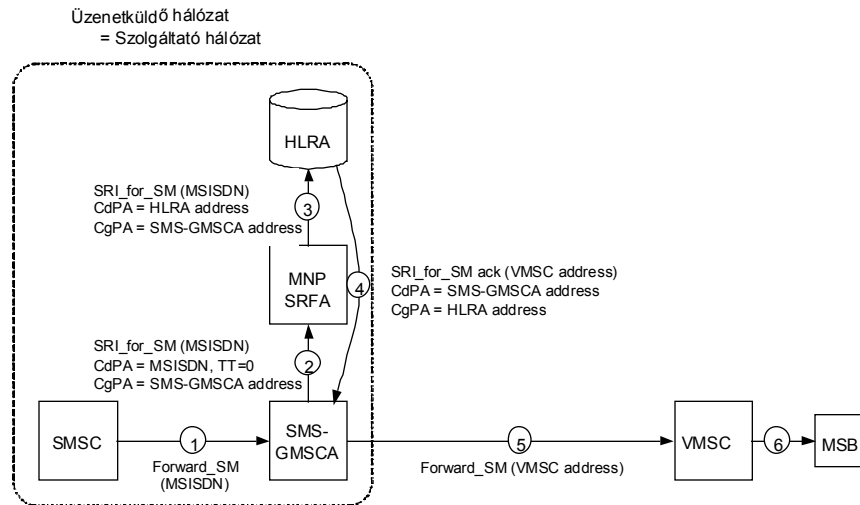 Üzenetküldő hálózat
= Szolgáltató hálózat
HLRA
SRI_for_SM (MSISDN)
CdPA = HLRA address
CgPA = SMS-GMSCA address
3
MNP
SRFA
4
SRI_for_SM ack (VMSC address)
CdPA = SMS-GMSCA address
CgPA = HLRA address
SRI_for_SM (MSISDN)
CdPA = MSISDN, TT=0
CgPA = SMS-GMSCA address
2
SMSC
1
Forward_SM
(MSISDN)
SMS-
GMSCA
5
Forward_SM (VMSC address)
VMSC
6
MSB